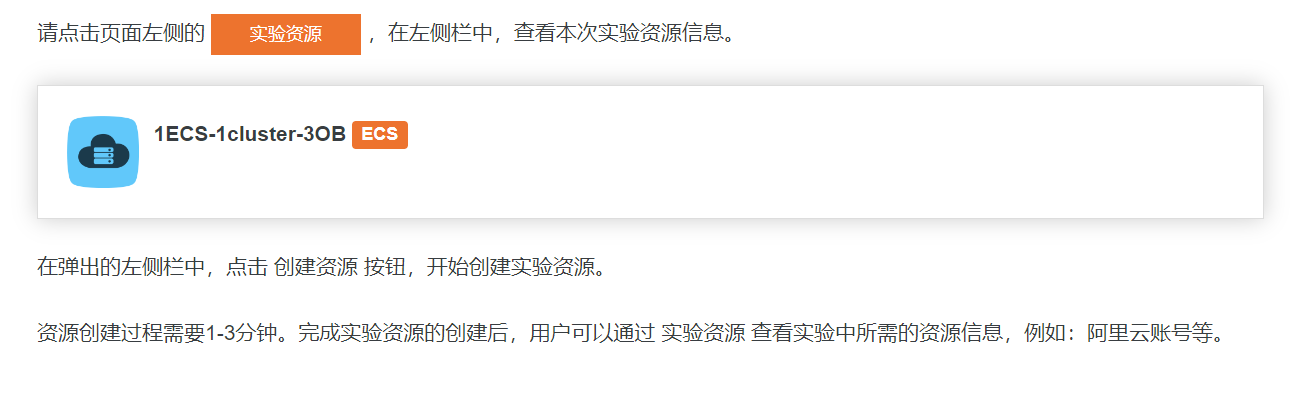 请点击页面左侧的 实验资源 ，在左侧栏中，查看本次实验资源信息。
1ECS-1cluster-3OB ECS
在弹出的左侧栏中，点击 创建资源 按钮，开始创建实验资源。
资源创建过程需要1-3分钟。完成实验资源的创建后，用户可以通过 实验资源 查看实验中所需的资源信息，例如：阿里云账号等。